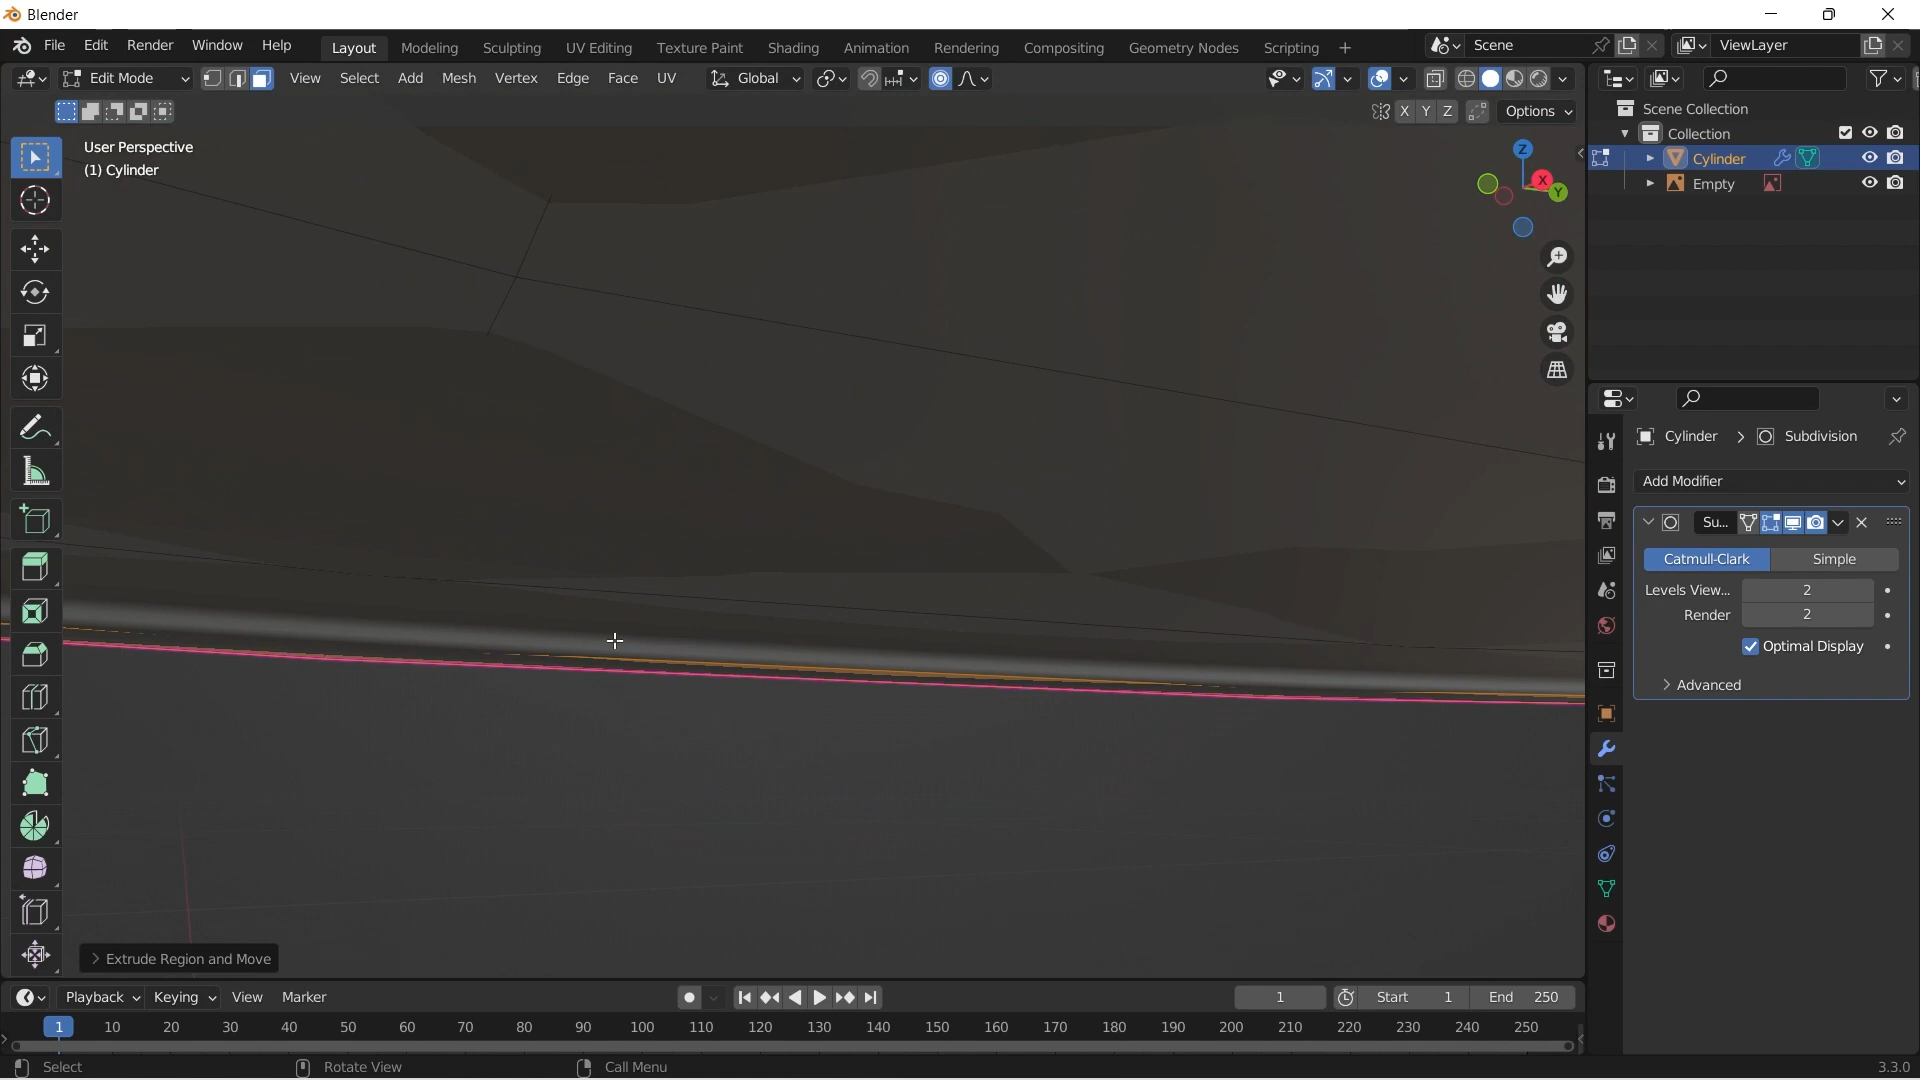 Blender
File Edit Render Window Help Layout Modeling Sculpting UV Editing Texture Paint Shading Animation Rendering Compositing Geometry Nodes Scripting + Scene ViewLayer
Edit Mode View Select Add Mesh Vertex Edge Face UV Global
X Y Z Options
User Perspective
(1) Cylinder
Z
X
Y
Scene Collection
Collection
Cylinder
Empty
Cylinder > Subdivision
Add Modifier
Su...
Catmull-Clark Simple
Levels View... 2
Render 2
Optimal Display
Advanced
Extrude Region and Move
Playback Keying View Marker 1 Start 1 End 250
1 10 20 30 40 50 60 70 80 90 100 110 120 130 140 150 160 170 180 190 200 210 220 230 240 250
Select Rotate View Call Menu 3.3.0